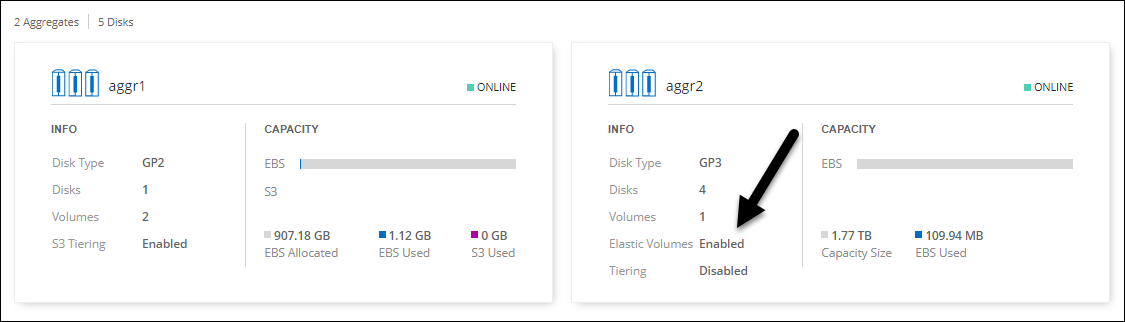 2 Aggregates 5 Disks
aggr1
ONLINE
INFO
Disk Type GP2
Disks 1
Volumes 2
S3 Tiering Enabled
CAPACITY
EBS
S3
907.18 GB 1.12 GB 0 GB
EBS Allocated EBS Used S3 Used
aggr2
ONLINE
INFO
Disk Type GP3
Disks 4
Volumes 1
Elastic Volumes Enabled
Tiering Disabled
CAPACITY
EBS
1.77 TB 109.94 MB
Capacity Size EBS Used